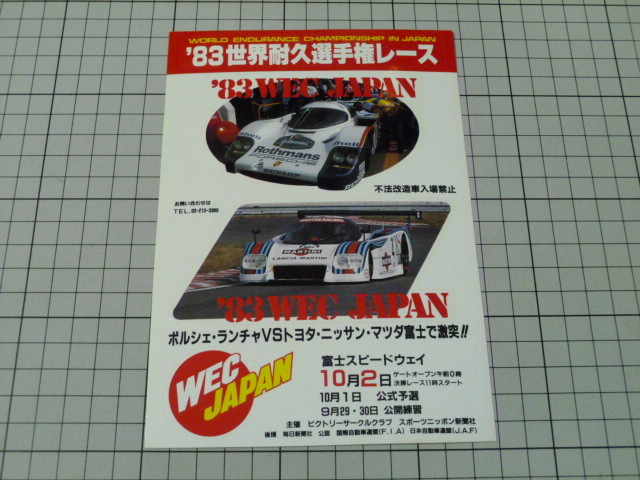 WORLD ENDURANCE CHAMPIONSHIP IN JAPAN
'83世界耐久選手権レース
'83 WEC JAPAN
Shell
Shell
Rothmans
DUNLOP
不法改造車入場禁止
お問い合わせは
MARTINI
LANCIA MARTINI
'83 WEC JAPAN
ポルシェ・ランチャVSトヨタ・ニッサン・マツダ富士で激突!!
WEC
JAPAN
富士スピードウェイ
10月2日 ゲートオープン午前0時
決勝レース11時スタート
10月1日 公式予選
9月29・30日 公開練習
主催 ビクトリーサークルクラブ スポーツニッポン新聞社
後援 毎日新聞社 公認 国際自動車連盟(F.I.A) 日本自動車連盟(J.A.F)